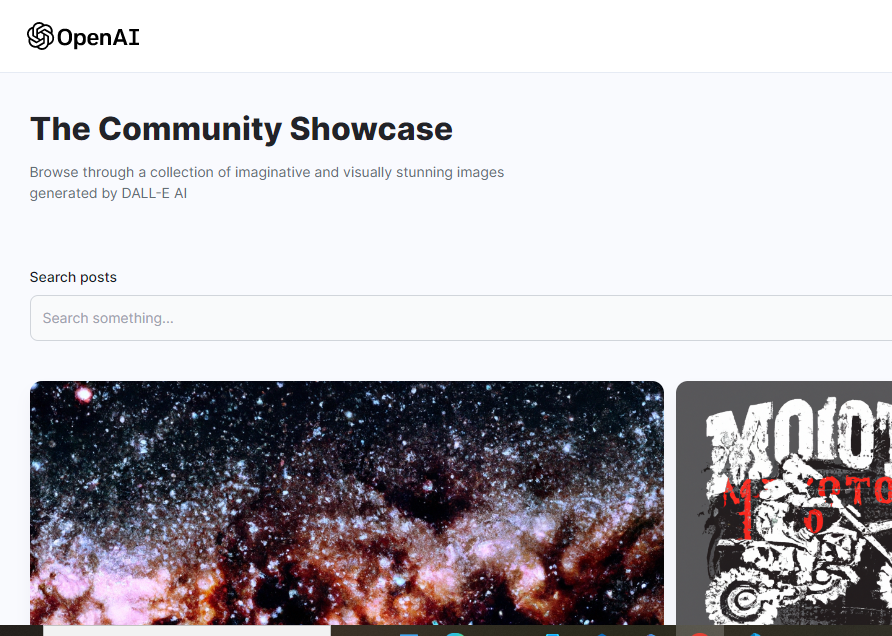 OpenAI
The Community Showcase
Browse through a collection of imaginative and visually stunning images
generated by DALL-E AI
Search posts
Search something...